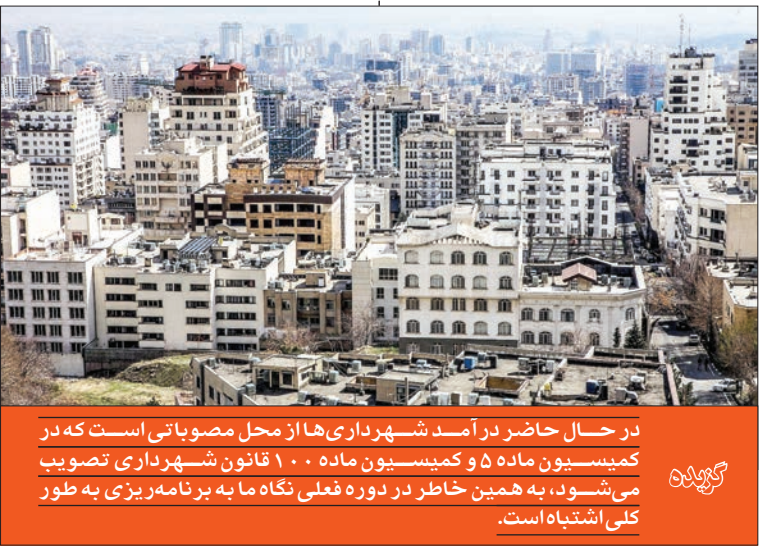 در حال حاضر درآمد شهرداری‌ها از محل مصوباتی است که در
کمیسیون ماده ۵ و کمیسیون ماده ۱۰۰ قانون شهرداری تصویب
می‌شود، به همین خاطر در دوره فعلی نگاه ما به برنامه‌ریزی به طور
کلی اشتباه است.
گزیده